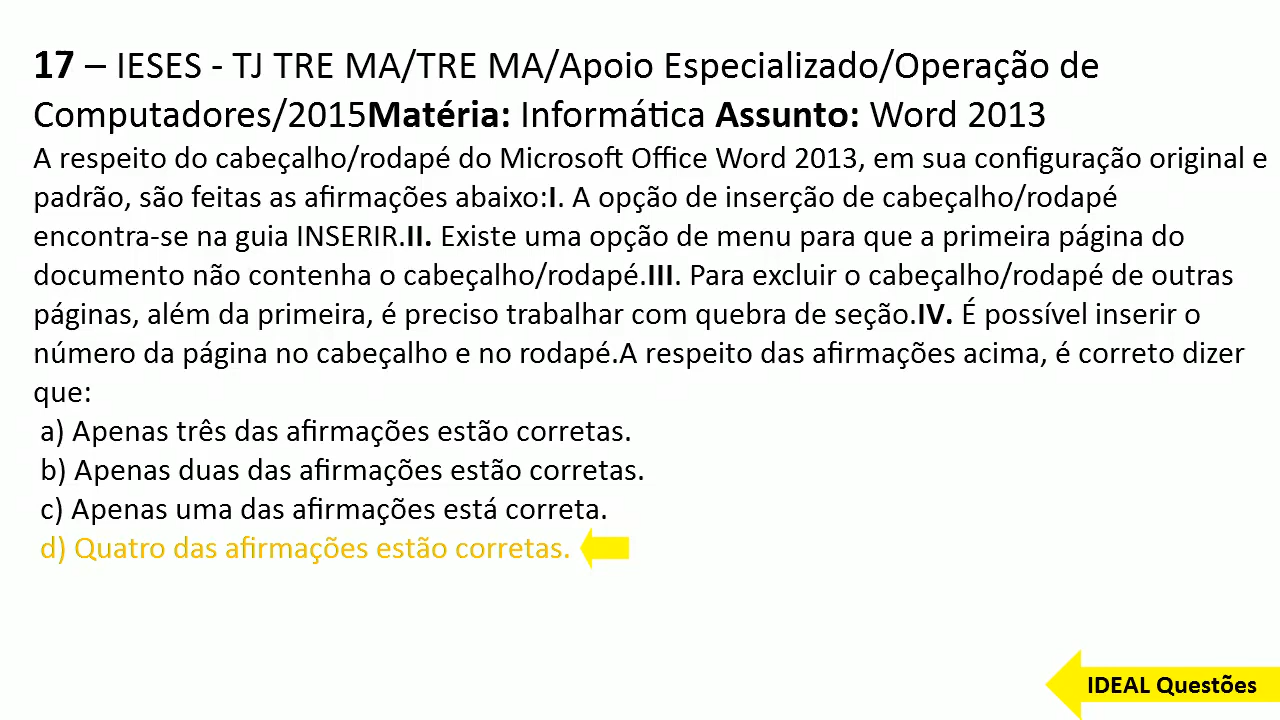 17 – IESES - TJ TRE MA/TRE MA/Apoio Especializado/Operação de
Computadores/2015Matéria: Informática Assunto: Word 2013
A respeito do cabeçalho/rodapé do Microsoft Office Word 2013, em sua configuração original e
padrão, são feitas as afirmações abaixo:I. A opção de inserção de cabeçalho/rodapé
encontra-se na guia INSERIR.II. Existe uma opção de menu para que a primeira página do
documento não contenha o cabeçalho/rodapé.III. Para excluir o cabeçalho/rodapé de outras
páginas, além da primeira, é preciso trabalhar com quebra de seção.IV. É possível inserir o
número da página no cabeçalho e no rodapé.A respeito das afirmações acima, é correto dizer
que:
a) Apenas três das afirmações estão corretas.
b) Apenas duas das afirmações estão corretas.
c) Apenas uma das afirmações está correta.
d) Quatro das afirmações estão corretas.
IDEAL Questões